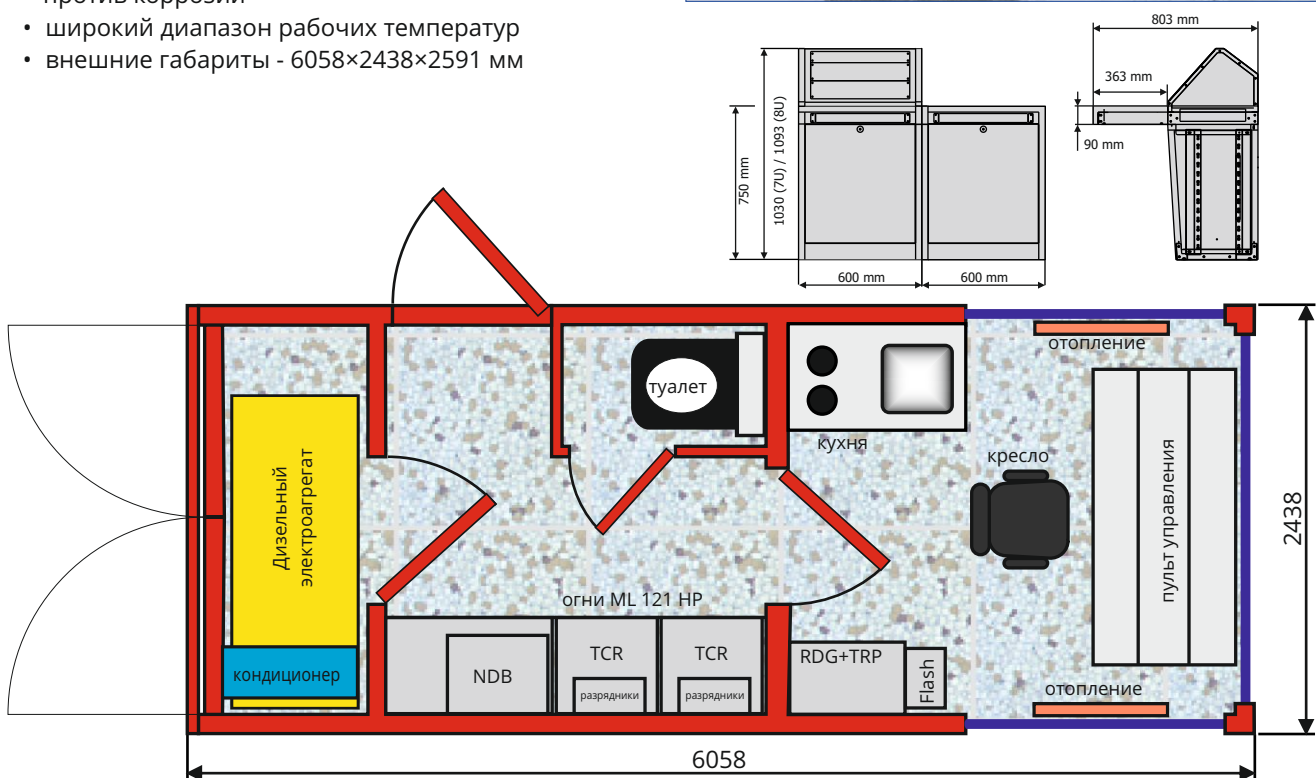 против коррозии
• широкий диапазон рабочих температур
• внешние габариты - 6058×2438×2591 мм
803 mm
363 mm
90 mm
750 mm
1030 (7U) / 1093 (8U)
600 mm
600 mm
отопление
туалет
кухня
кресло
Дизельный
электроагрегат
пульт управления
2438
огни ML 121 HP
кондиционер
NDB
TCR
разрядники
TCR
разрядники
RDG+TRP
Flash
отопление
6058